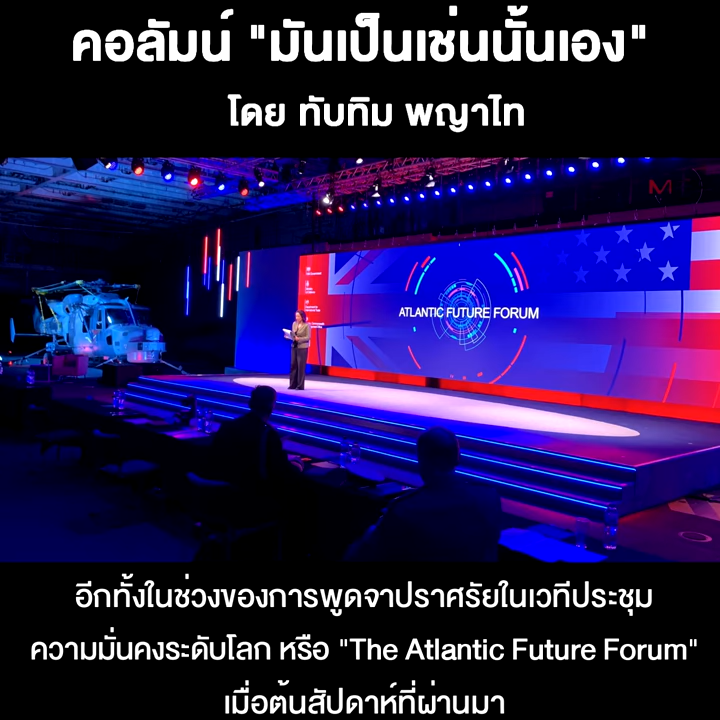 คอลัมน์ "มันเป็นเช่นนั้นเอง"
โดย ทับทิม พญาไท
ATLANTIC FUTURE FORUM
อีกทั้งในช่วงของการพูดจาปราศรัยในเวทีประชุม
ความมั่นคงระดับโลก หรือ "The Atlantic Future Forum"
เมื่อต้นสัปดาห์ที่ผ่านมา